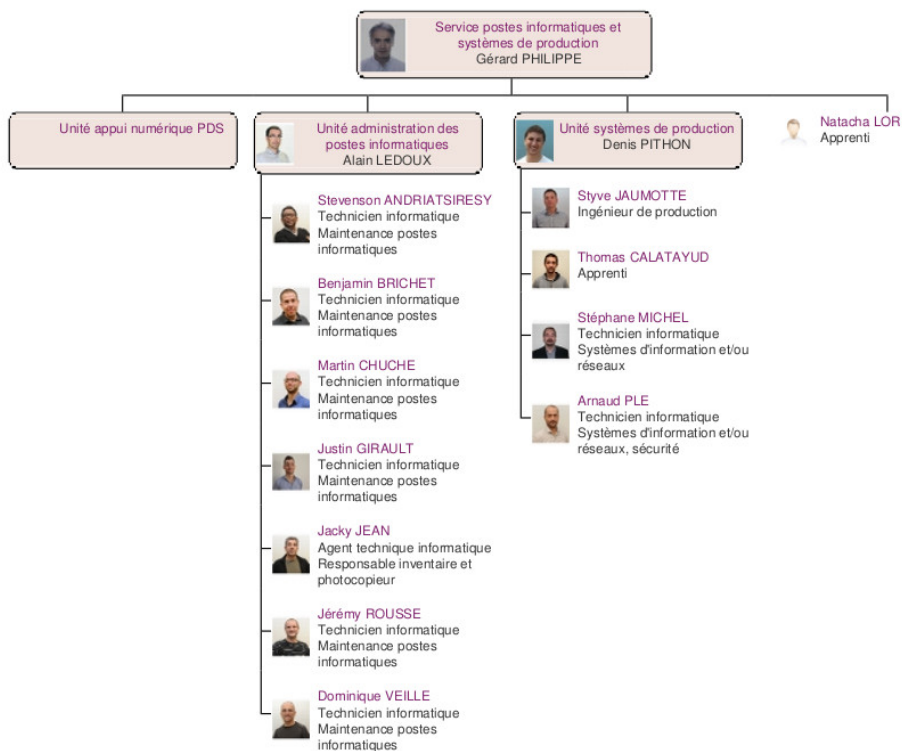 Service postes informatiques et
systèmes de production
Gérard PHILIPPE
Unité appui numérique PDS
Unité administration des
postes informatiques
Alain LEDOUX
Stevenson ANDRIATSIRESY
Technicien informatique
Maintenance postes
informatiques
Benjamin BRICHET
Technicien informatique
Maintenance postes
informatiques
Martin CHUCHE
Technicien informatique
Maintenance postes
informatiques
Justin GIRAULT
Technicien informatique
Maintenance postes
informatiques
Jacky JEAN
Agent technique informatique
Responsable inventaire et
photocopieur
Jérémy ROUSSE
Technicien informatique
Maintenance postes
informatiques
Dominique VEILLE
Technicien informatique
Maintenance postes
informatiques
Unité systèmes de production
Denis PITHON
Styve JAUMOTTE
Ingénieur de production
Thomas CALATAYUD
Apprenti
Stéphane MICHEL
Technicien informatique
Systèmes d'information et/ou
réseaux
Arnaud PLE
Technicien informatique
Systèmes d'information et/ou
réseaux, sécurité
Natacha LOR
Apprenti